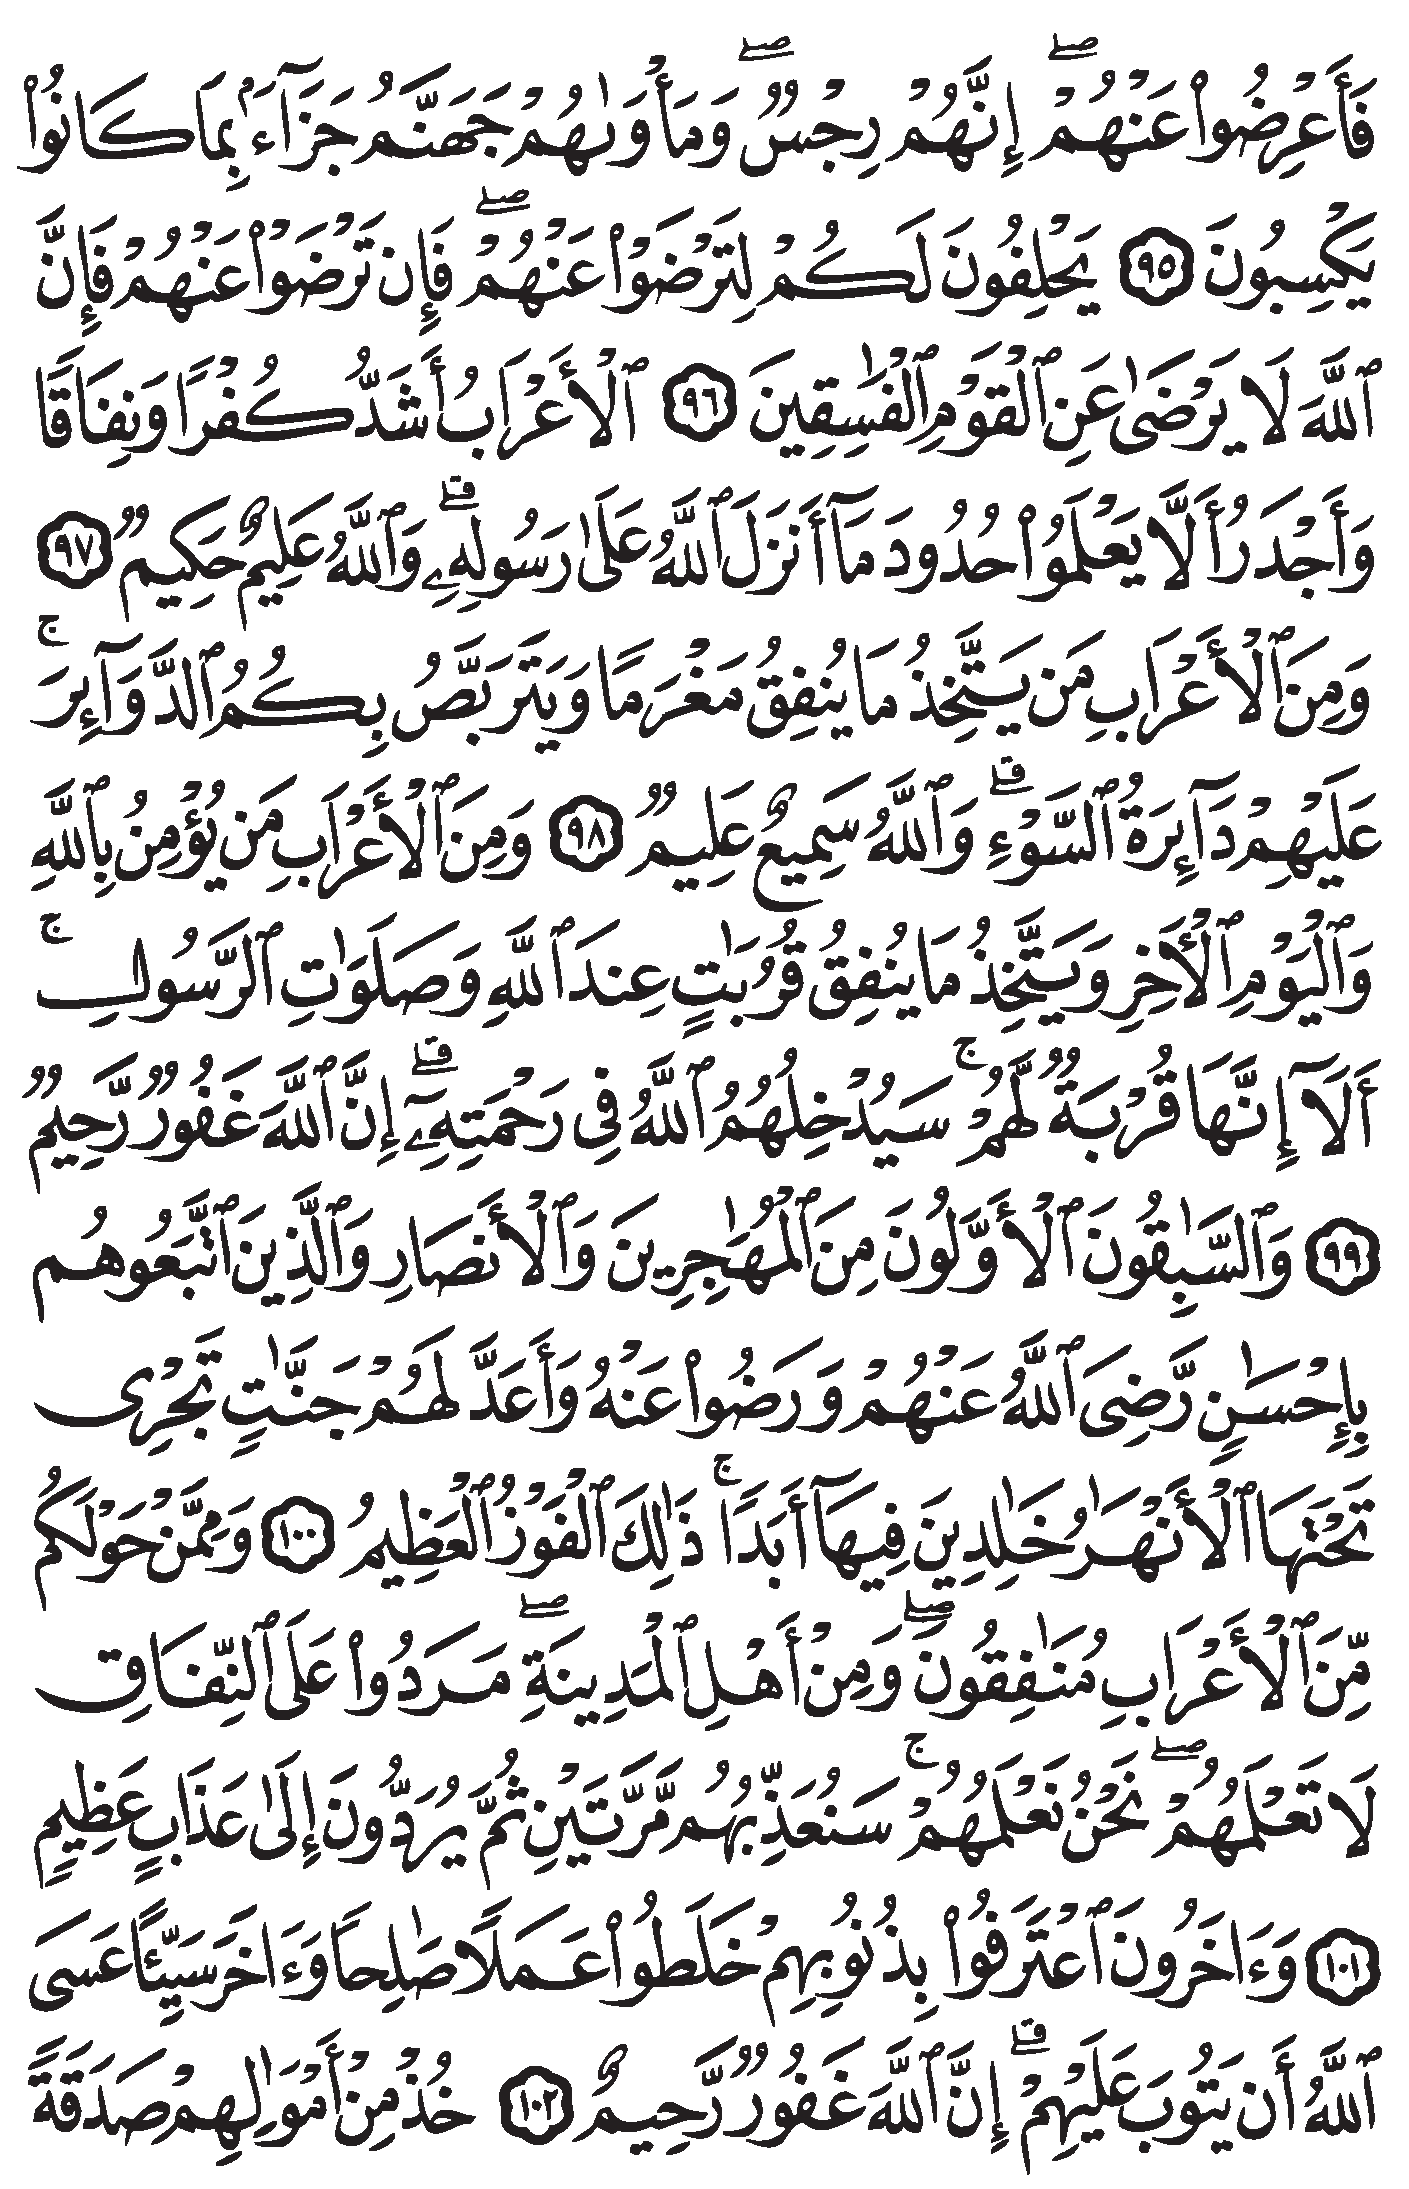 فَأَعْرِضُوا۟ عَنْهُمْ ۖ إِنَّهُمْ رِجْسٌ ۖ وَمَأْوَىٰهُمْ جَهَنَّمُ جَزَآءًۢ بِمَا كَانُوا۟
يَكْسِبُونَ ٩٥ يَحْلِفُونَ لَكُمْ لِتَرْضَوْا۟ عَنْهُمْ ۖ فَإِن تَرْضَوْا۟ عَنْهُمْ فَإِنَّ
ٱللَّهَ لَا يَرْضَىٰ عَنِ ٱلْقَوْمِ ٱلْفَٰسِقِينَ ٩٦ ٱلْأَعْرَابُ أَشَدُّ كُفْرًا وَنِفَاقًا
وَأَجْدَرُ أَلَّا يَعْلَمُوا۟ حُدُودَ مَآ أَنزَلَ ٱللَّهُ عَلَىٰ رَسُولِهِۦ ۗ وَٱللَّهُ عَلِيمٌ حَكِيمٌ ٩٧
وَمِنَ ٱلْأَعْرَابِ مَن يَتَّخِذُ مَا يُنفِقُ مَغْرَمًا وَيَتَرَبَّصُ بِكُمُ ٱلدَّوَآئِرَ ۚ
عَلَيْهِمْ دَآئِرَةُ ٱلسَّوْءِ ۗ وَٱللَّهُ سَمِيعٌ عَلِيمٌ ٩٨ وَمِنَ ٱلْأَعْرَابِ مَن يُؤْمِنُ بِٱللَّهِ
وَٱلْيَوْمِ ٱلْأَخِرِ وَيَتَّخِذُ مَا يُنفِقُ قُرُبَٰتٍ عِندَ ٱللَّهِ وَصَلَوَٰتِ ٱلرَّسُولِ ۚ
أَلَآ إِنَّهَا قُرْبَةٌ لَّهُمْ ۚ سَيُدْخِلُهُمُ ٱللَّهُ فِى رَحْمَتِهِۦٓ ۗ إِنَّ ٱللَّهَ غَفُورٌ رَّحِيمٌ
٩٩ وَٱلسَّٰبِقُونَ ٱلْأَوَّلُونَ مِنَ ٱلْمُهَٰجِرِينَ وَٱلْأَنصَارِ وَٱلَّذِينَ ٱتَّبَعُوهُم
بِإِحْسَٰنٍ رَّضِىَ ٱللَّهُ عَنْهُمْ وَرَضُوا۟ عَنْهُ وَأَعَدَّ لَهُمْ جَنَّٰتٍ تَجْرِى
تَحْتَهَا ٱلْأَنْهَٰرُ خَٰلِدِينَ فِيهَآ أَبَدًا ۚ ذَٰلِكَ ٱلْفَوْزُ ٱلْعَظِيمُ ١٠٠ وَمِمَّنْ حَوْلَكُم
مِّنَ ٱلْأَعْرَابِ مُنَٰفِقُونَ ۖ وَمِنْ أَهْلِ ٱلْمَدِينَةِ ۖ مَرَدُوا۟ عَلَى ٱلنِّفَاقِ
لَا تَعْلَمُهُمْ ۖ نَحْنُ نَعْلَمُهُمْ ۚ سَنُعَذِّبُهُم مَّرَّتَيْنِ ثُمَّ يُرَدُّونَ إِلَىٰ عَذَابٍ عَظِيمٍ
١٠١ وَءَاخَرُونَ ٱعْتَرَفُوا۟ بِذُنُوبِهِمْ خَلَطُوا۟ عَمَلًا صَٰلِحًا وَءَاخَرَ سَيِّئًا عَسَى
ٱللَّهُ أَن يَتُوبَ عَلَيْهِمْ ۗ إِنَّ ٱللَّهَ غَفُورٌ رَّحِيمٌ ١٠٢ خُذْ مِنْ أَمْوَٰلِهِمْ صَدَقَةً